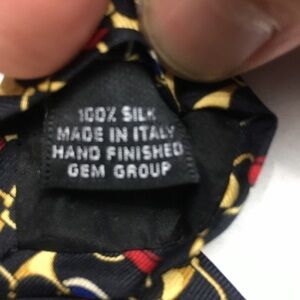 100% SILK
MADE IN ITALY
HAND FINISHED
GEM GROUP